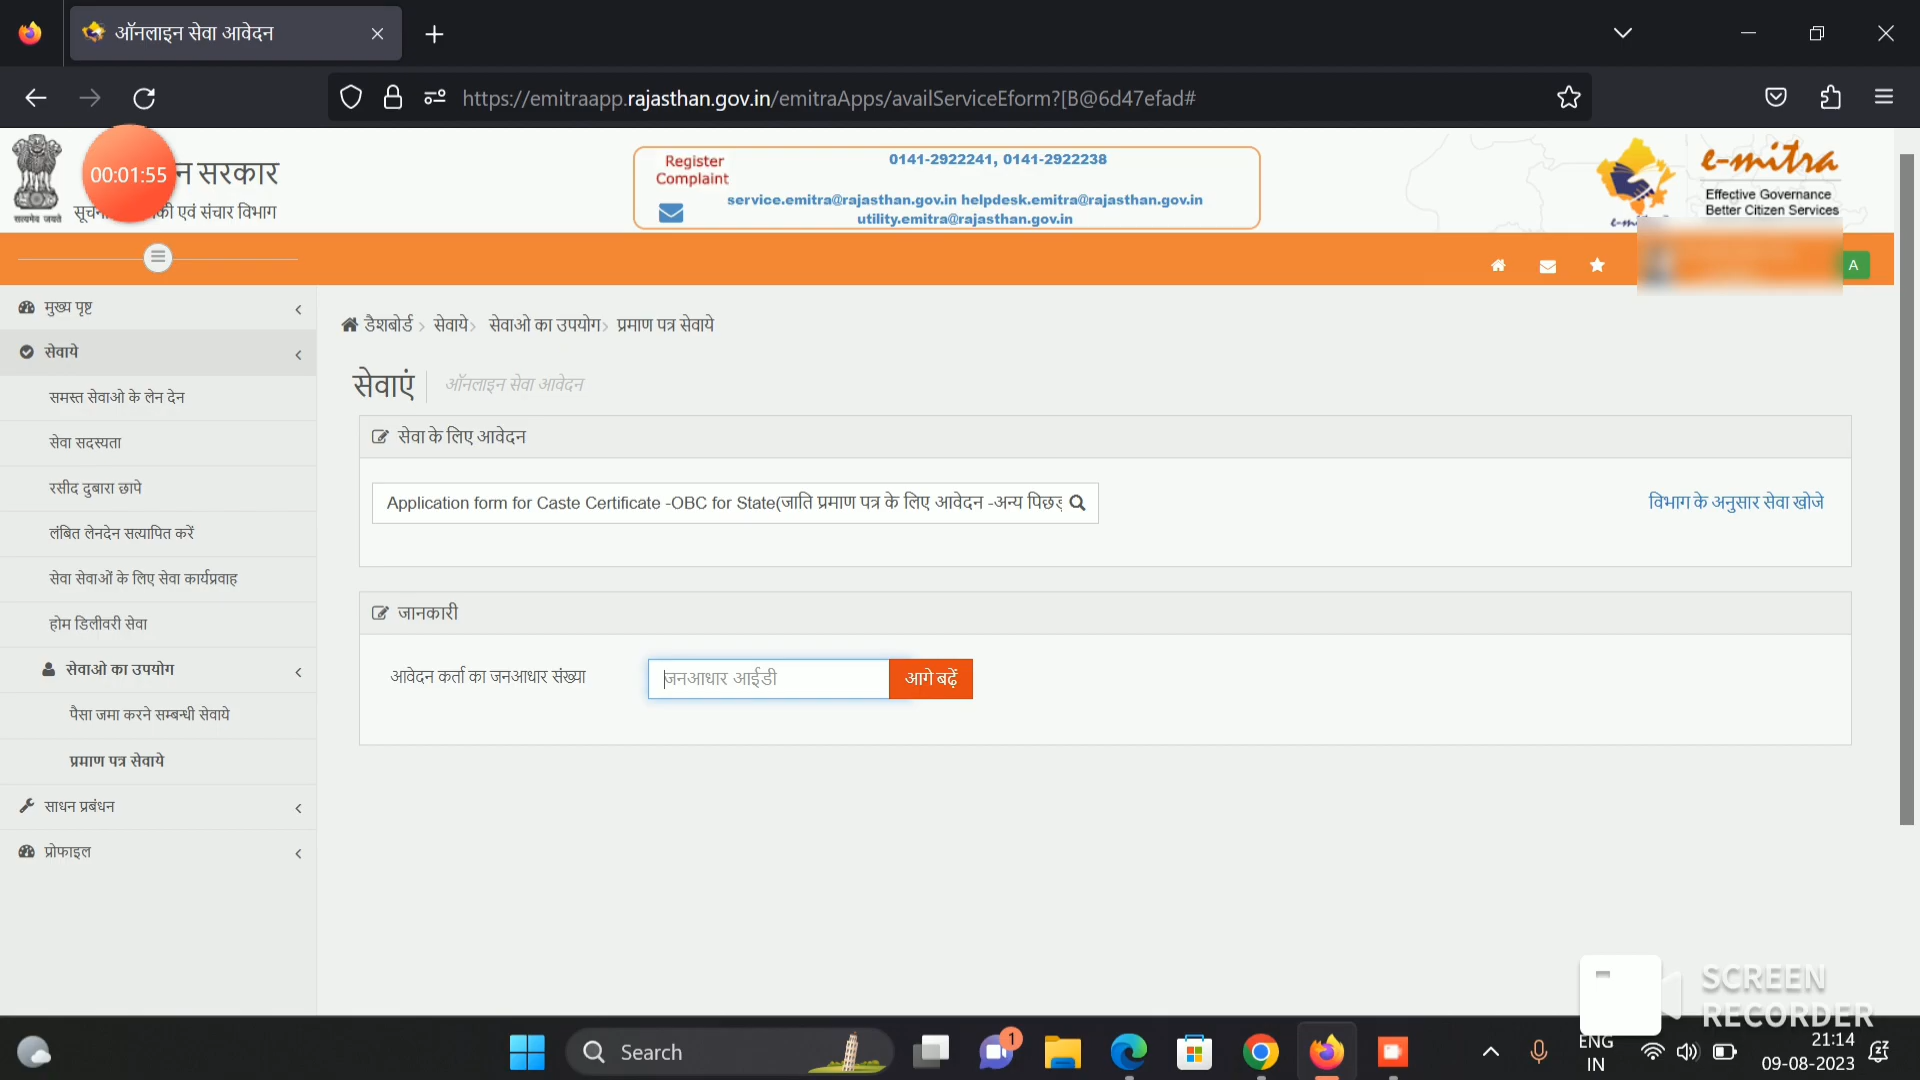 ऑनलाइन सेवा आवेदन
https://emitraapp.rajasthan.gov.in/emitraApps/availServiceEform?[B@6d47efad#
00:01:55
न सरकार
सत्यमेव जयते
की एवं संचार विभाग
Register
Complaint
0141-2922241, 0141-2922238
service.emitra@rajasthan.gov.in helpdesk.emitra@rajasthan.gov.in
utility.emitra@rajasthan.gov.in
e-mitra
Effective Governance
Better Citizen Services
A
मुख्य पृष्ट
सेवाये
समस्त सेवाओ के लेन देन
सेवा सदस्यता
रसीद दुबारा छापे
लंबित लेनदेन सत्यापित करें
सेवा सेवाओं के लिए सेवा कार्यप्रवाह
होम डिलीवरी सेवा
सेवाओ का उपयोग
पैसा जमा करने सम्बन्धी सेवाये
प्रमाण पत्र सेवाये
साधन प्रबंधन
प्रोफाइल
डैशबोर्ड › सेवाये › सेवाओ का उपयोग › प्रमाण पत्र सेवाये
सेवाएं ऑनलाइन सेवा आवेदन
सेवा के लिए आवेदन
Application form for Caste Certificate -OBC for State(जाति प्रमाण पत्र के लिए आवेदन -अन्य
विभाग के अनुसार सेवा खोजे
जानकारी
आवेदन कर्ता का जनआधार संख्या
जनआधार आईडी
आगे बढ़ें
SCREEN
RECORDER
Search
1
ENG
IN
21:14
09-08-2023